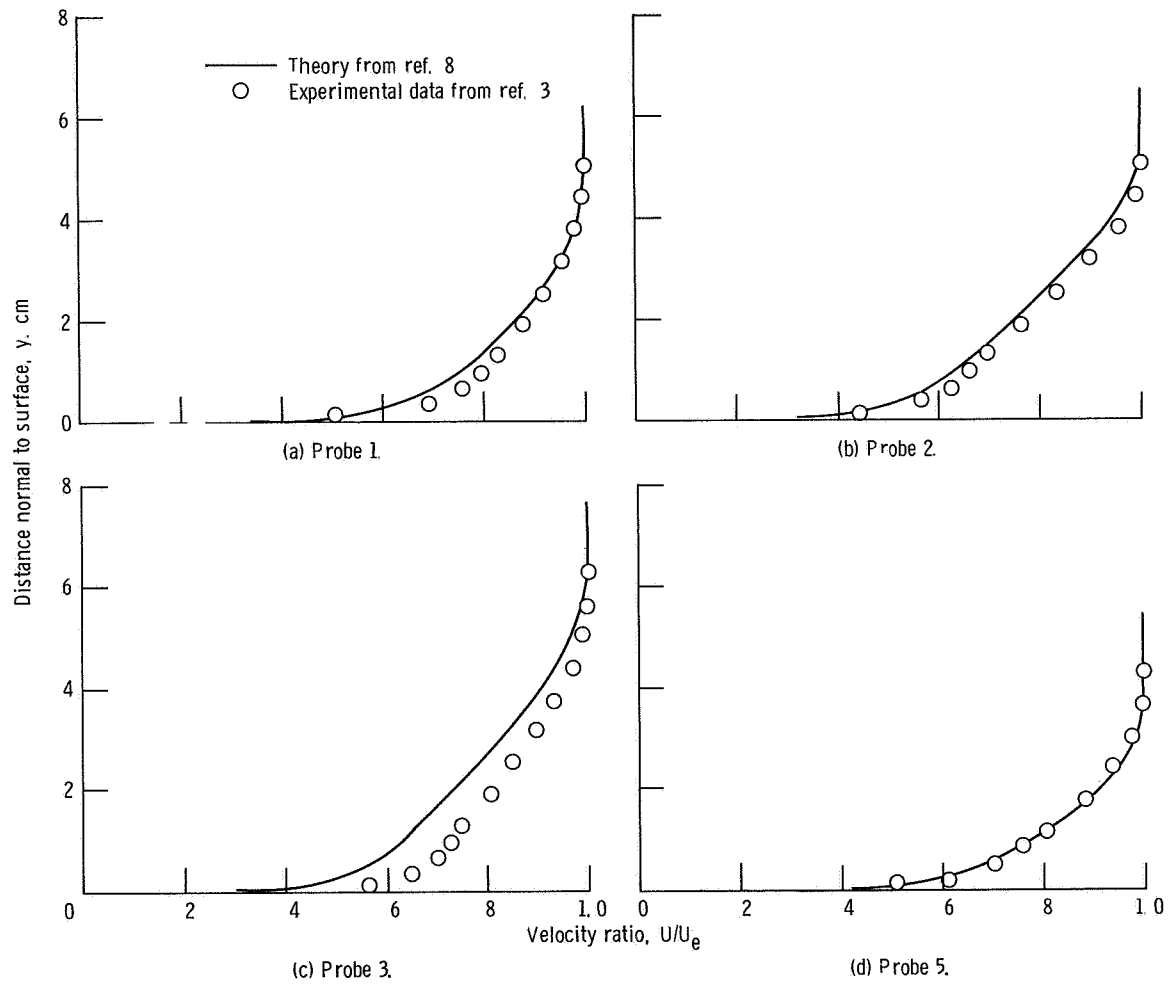 8
Theory from ref. 8
Experimental data from ref. 3
6
4
2
0
(a) Probe 1.
(b) Probe 2.
Distance normal to surface, y. cm
8
6
4
2
0 2 4 6 8 1.0
0 2 4 6 8 1.0
Velocity ratio, U/Ue
(c) Probe 3.
(d) Probe 5.